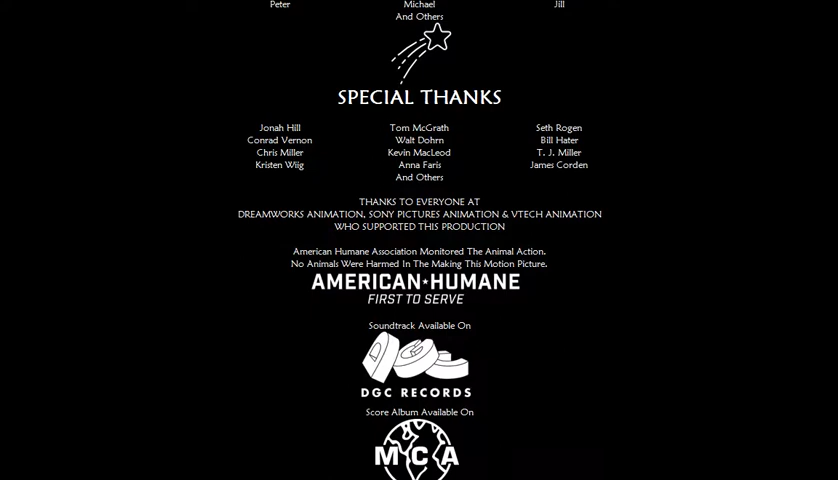 Peter Michael Jill
And Others
SPECIAL THANKS
Jonah Hill Tom McGrath Seth Rogen
Conrad Vernon Walt Dohrn Bill Hater
Chris Miller Kevin MacLeod T. J. Miller
Kristen Wiig Anna Faris James Corden
And Others
THANKS TO EVERYONE AT
DREAMWORKS ANIMATION, SONY PICTURES ANIMATION & VTECH ANIMATION
WHO SUPPORTED THIS PRODUCTION
American Humane Association Monitored The Animal Action.
No Animals Were Harmed In The Making This Motion Picture.
AMERICAN★HUMANE
FIRST TO SERVE
Soundtrack Available On
DGC RECORDS
Score Album Available On
MCA